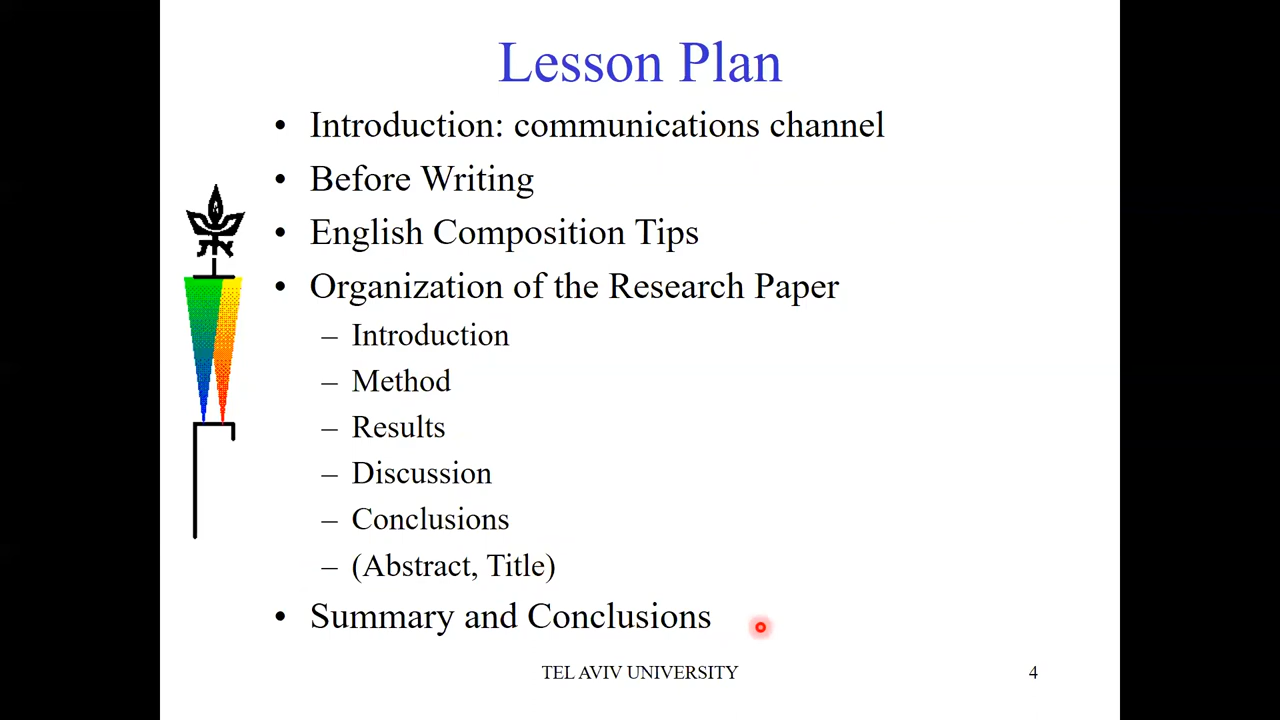 Lesson Plan
• Introduction: communications channel
• Before Writing
• English Composition Tips
• Organization of the Research Paper
– Introduction
– Method
– Results
– Discussion
– Conclusions
– (Abstract, Title)
• Summary and Conclusions
TEL AVIV UNIVERSITY 4